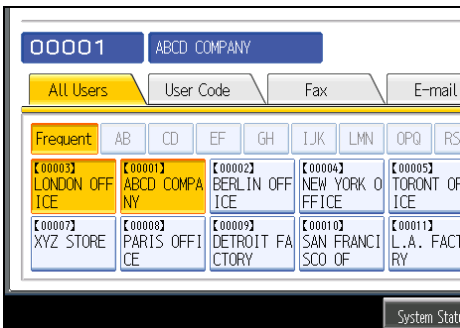 00001 ABCD COMPANY
All Users User Code Fax E-mail
Frequent AB CD EF GH IJK LMN OPQ RS
【00003】 【00001】 【00002】 【00004】 【00005】
LONDON OFF ABCD COMPA BERLIN OFF NEW YORK O TORONT OF
ICE NY ICE FFICE ICE
【00007】 【00008】 【00009】 【00010】 【00011】
XYZ STORE PARIS OFFI DETROIT FA SAN FRANCI L.A. FACT
CE CTORY SCO OF RY
System Stat